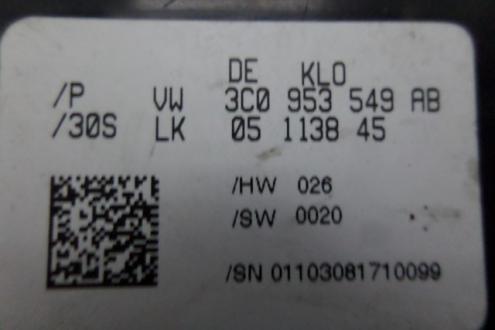 DE KLO
/P VW 3C0 953 549 AB
/30S LK 05 1138 45
/HW 026
/SW 0020
/SN 01103081710099